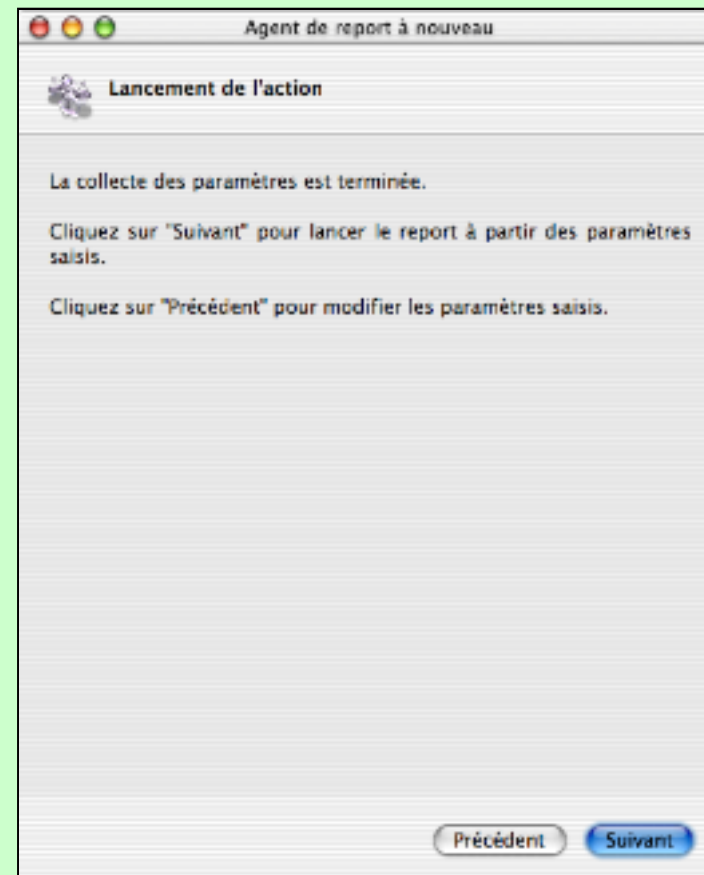 Agent de report à nouveau
Lancement de l'action
La collecte des paramètres est terminée.
Cliquez sur "Suivant" pour lancer le report à partir des paramètres
saisis.
Cliquez sur "Précédent" pour modifier les paramètres saisis.
Précédent
Suivant